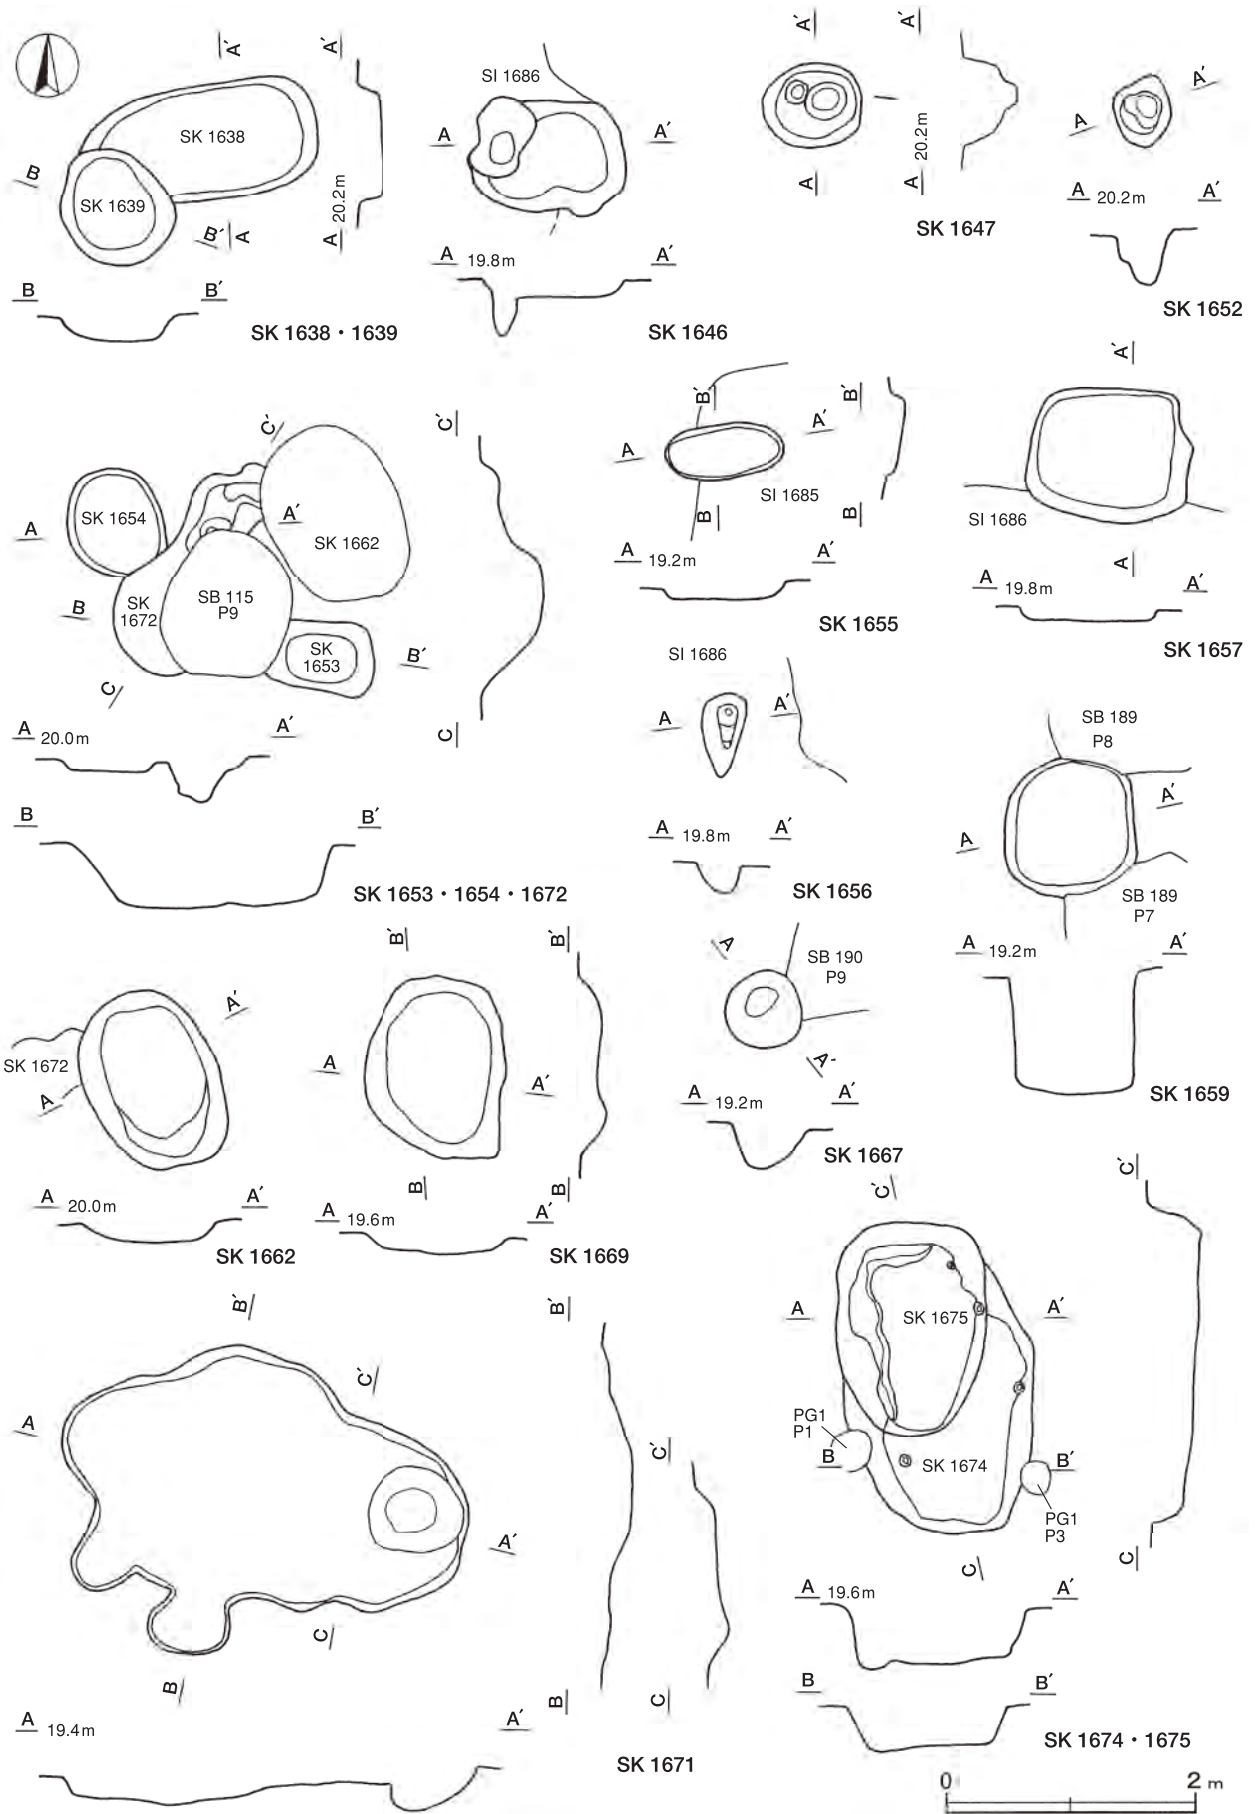 A′
A′
SK 1638
B
SK 1639
B′
A
20.2m
A
B
B′
SK 1638・1639
SI 1686
A
A′
A 19.8m
A′
SK 1646
A′
A′
A
20.2m
A
SK 1647
A′
A
A 20.2m
A′
SK 1652
C′
C′
SK 1654
A
A′
SK 1662
B
SK
1672
SB 115
P9
SK
1653
B′
C
C
A 20.0m
A′
B
B′
SK 1653・1654・1672
B′
B′
A
A′
SI 1685
B
B
A 19.2m
A′
SK 1655
A′
SI 1686
A
A 19.8m
A′
SK 1657
SI 1686
A
A′
A 19.8m
A′
SK 1656
SB 189
P8
A′
A
SB 189
P7
A 19.2m
A′
SK 1659
A
SB 190
P9
A′
A 19.2m
A′
SK 1667
A′
SK 1672
A
A 20.0m
A′
SK 1662
B′
B′
A
A′
B
B
A 19.6m
A′
SK 1669
B′
B′
C′
A
C′
A′
C
B
B
C
A 19.4m
A′
SK 1671
C′
C′
A
SK 1675
A′
PG1
P1
B
SK 1674
B′
PG1
P3
C
C
A 19.6m
A′
B
B′
SK 1674・1675
0 2 m